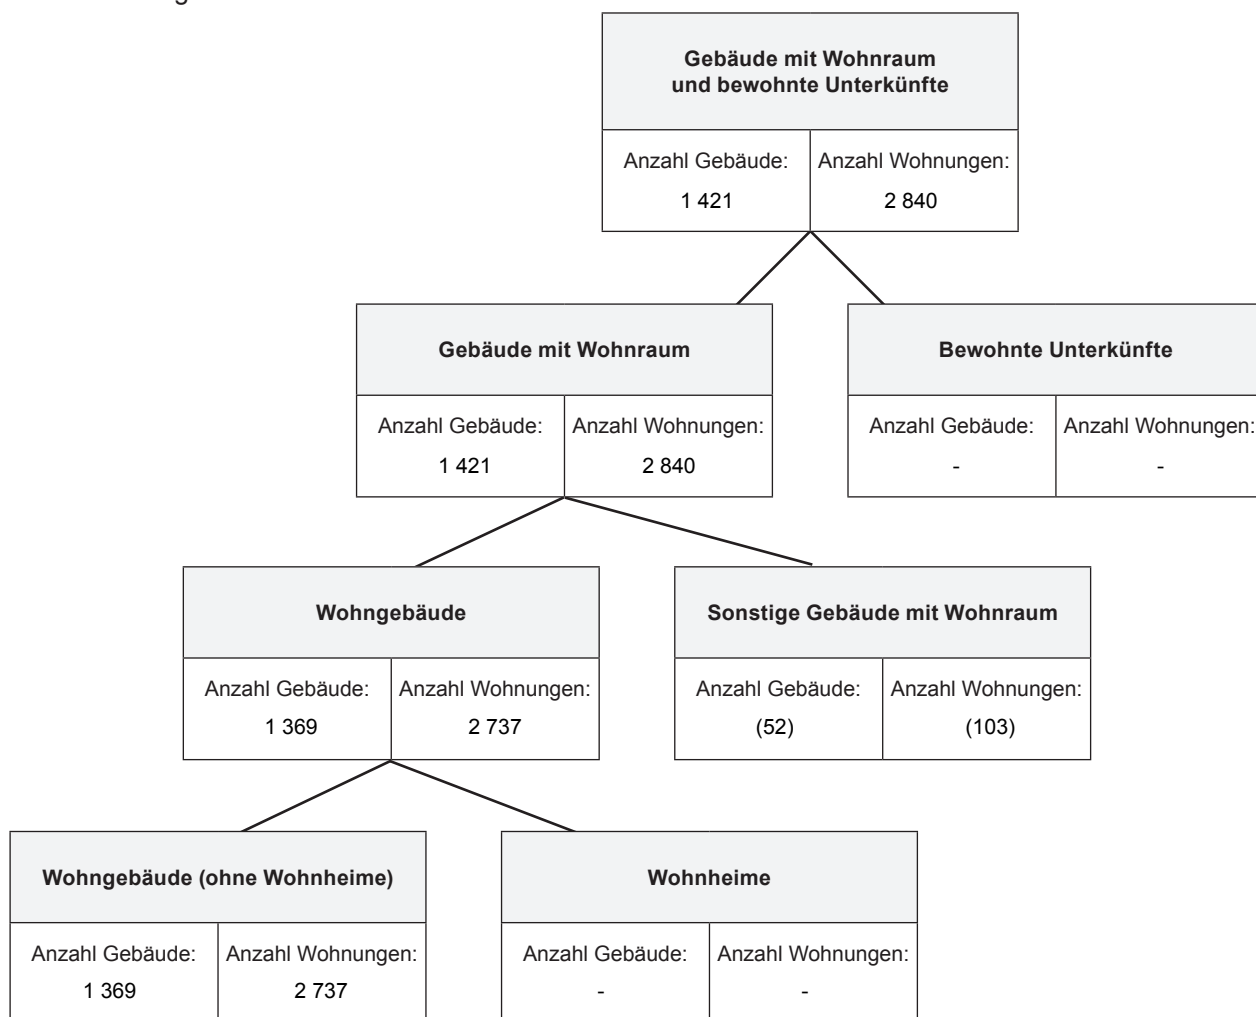 Gebäude mit Wohnraum
und bewohnte Unterkünfte
Anzahl Gebäude: Anzahl Wohnungen:
1 421 2 840
Gebäude mit Wohnraum
Bewohnte Unterkünfte
Anzahl Gebäude: Anzahl Wohnungen:
1 421 2 840
Anzahl Gebäude: Anzahl Wohnungen:
- -
Wohngebäude
Sonstige Gebäude mit Wohnraum
Anzahl Gebäude: Anzahl Wohnungen:
1 369 2 737
Anzahl Gebäude: Anzahl Wohnungen:
(52) (103)
Wohngebäude (ohne Wohnheime)
Wohnheime
Anzahl Gebäude: Anzahl Wohnungen:
1 369 2 737
Anzahl Gebäude: Anzahl Wohnungen:
- -